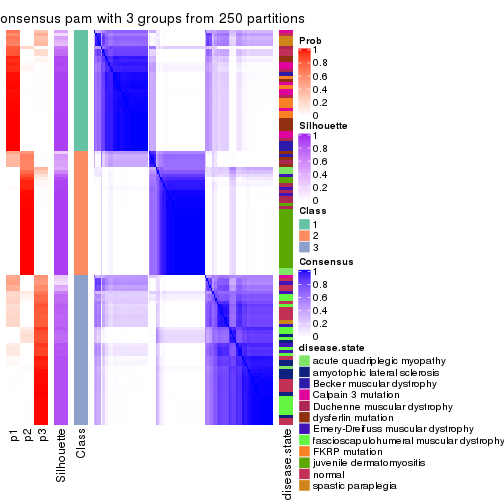 onsensus pam with 3 groups from 250 partitions
Prob
1
0.8
0.6
0.4
0.2
0
Silhouette
1
0.8
0.6
0.4
0.2
0
Class
1
2
3
Consensus
1
0.8
0.6
0.4
0.2
0
disease.state
acute quadriplegic myopathy
amyotophic lateral sclerosis
Becker muscular dystrophy
Calpain 3 mutation
Duchenne muscular dystrophy
dysferlin mutation
Emery-Dreifuss muscular dystrophy
fascioscapulohumeral muscular dystrophy
FKRP mutation
juvenile dermatomyositis
normal
spastic paraplegia
p1
p2
p3
Silhouette
Class
disease.state